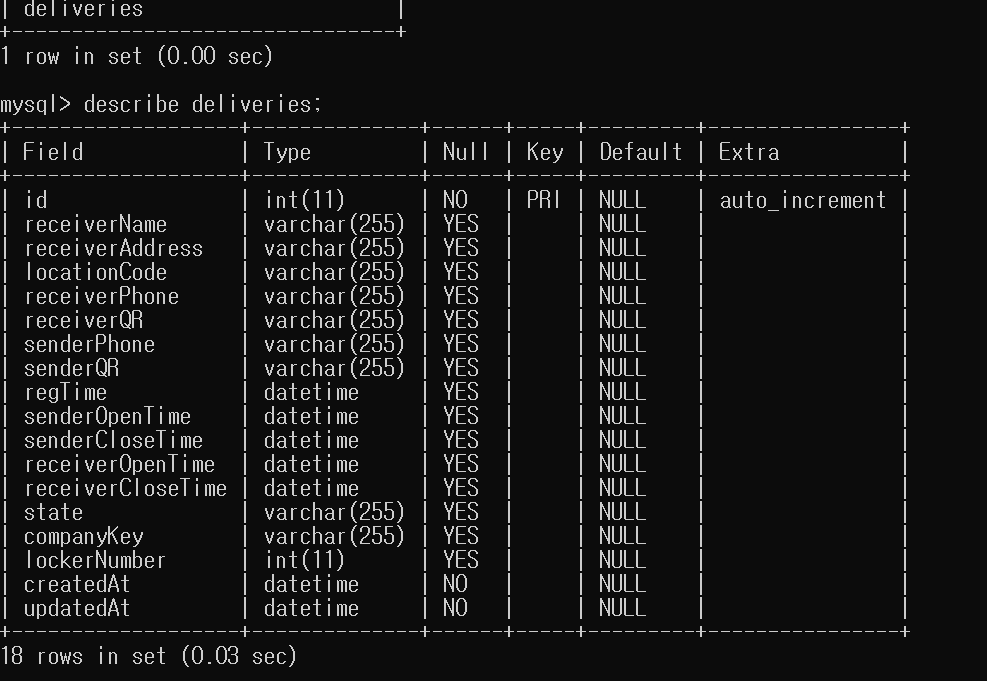 | deliveries                     |
+--------------------------------+
1 row in set (0.00 sec)
mysql> describe deliveries;
+-------------------+--------------+------+-----+---------+----------------+
| Field             | Type         | Null | Key | Default | Extra          |
+-------------------+--------------+------+-----+---------+----------------+
| id                | int(11)      | NO   | PRI | NULL    | auto_increment |
| receiverName      | varchar(255) | YES  |     | NULL    |                |
| receiverAddress   | varchar(255) | YES  |     | NULL    |                |
| locationCode      | varchar(255) | YES  |     | NULL    |                |
| receiverPhone     | varchar(255) | YES  |     | NULL    |                |
| receiverQR        | varchar(255) | YES  |     | NULL    |                |
| senderPhone       | varchar(255) | YES  |     | NULL    |                |
| senderQR          | varchar(255) | YES  |     | NULL    |                |
| regTime           | datetime     | YES  |     | NULL    |                |
| senderOpenTime    | datetime     | YES  |     | NULL    |                |
| senderCloseTime   | datetime     | YES  |     | NULL    |                |
| receiverOpenTime  | datetime     | YES  |     | NULL    |                |
| receiverCloseTime | datetime     | YES  |     | NULL    |                |
| state             | varchar(255) | YES  |     | NULL    |                |
| companyKey        | varchar(255) | YES  |     | NULL    |                |
| lockerNumber      | int(11)      | YES  |     | NULL    |                |
| createdAt         | datetime     | NO   |     | NULL    |                |
| updatedAt         | datetime     | NO   |     | NULL    |                |
+-------------------+--------------+------+-----+---------+----------------+
18 rows in set (0.03 sec)